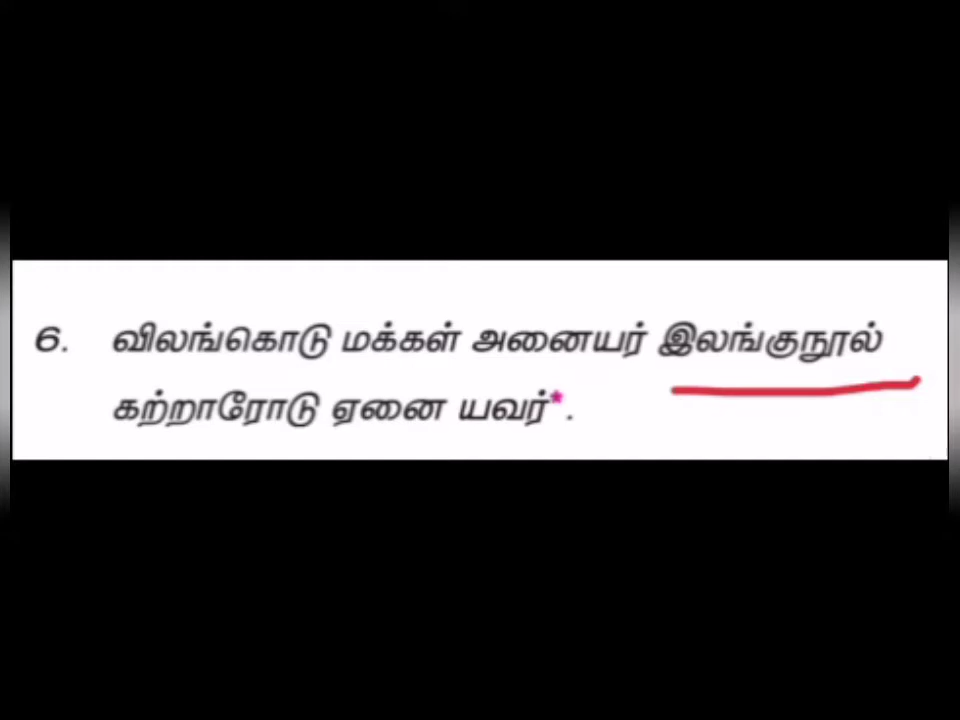 6. விலங்கொடு மக்கள் அனையர் இலங்குநூல்
கற்றாரோடு ஏனை யவர்*.